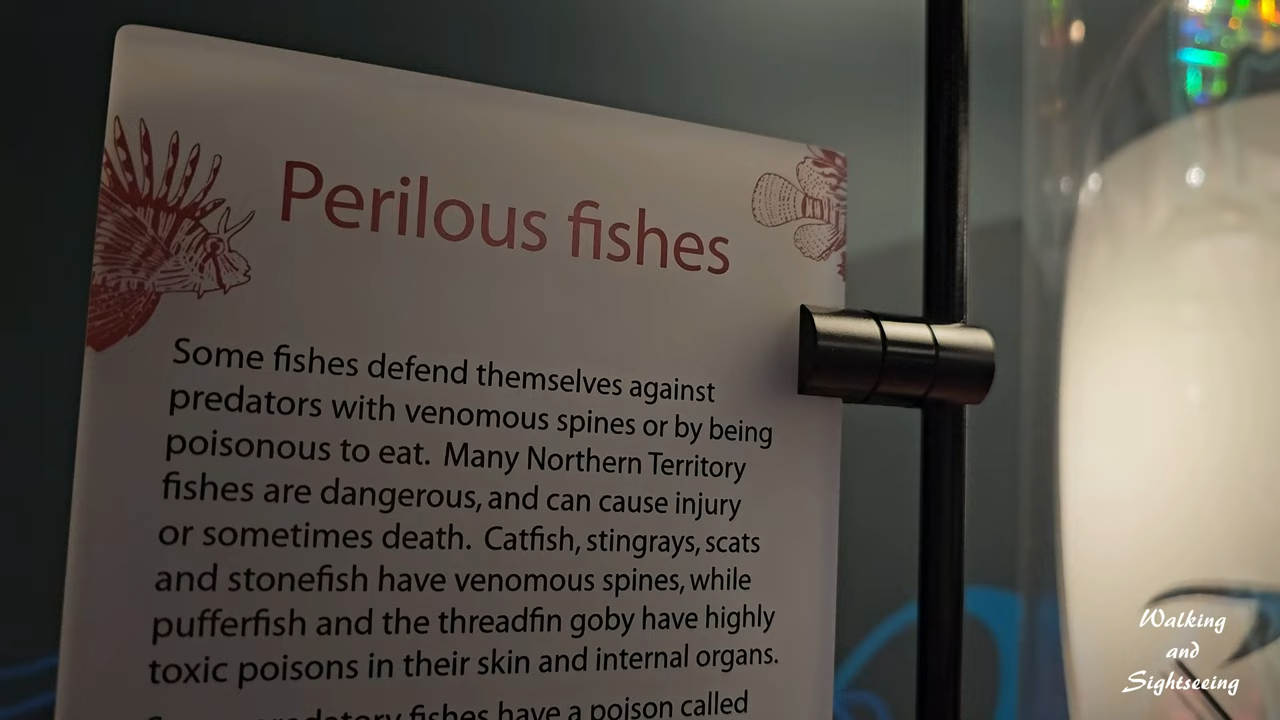 Perilous fishes
Some fishes defend themselves against
predators with venomous spines or by being
poisonous to eat. Many Northern Territory
fishes are dangerous, and can cause injury
or sometimes death. Catfish, stingrays, scats
and stonefish have venomous spines, while
pufferfish and the threadfin goby have highly
toxic poisons in their skin and internal organs.
fishes have a poison called
Walking
and
Sightseeing